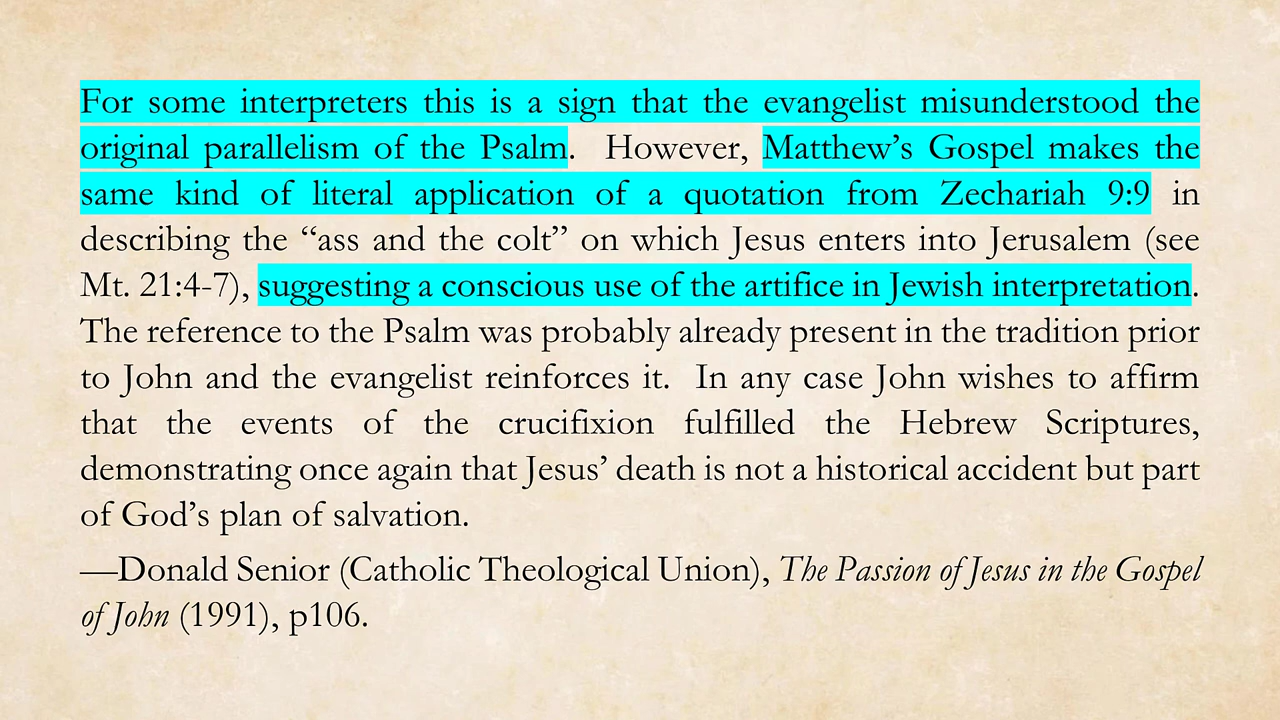 For some interpreters this is a sign that the evangelist misunderstood the
original parallelism of the Psalm. However, Matthew’s Gospel makes the
same kind of literal application of a quotation from Zechariah 9:9 in
describing the “ass and the colt” on which Jesus enters into Jerusalem (see
Mt. 21:4-7), suggesting a conscious use of the artifice in Jewish interpretation.
The reference to the Psalm was probably already present in the tradition prior
to John and the evangelist reinforces it. In any case John wishes to affirm
that the events of the crucifixion fulfilled the Hebrew Scriptures,
demonstrating once again that Jesus’ death is not a historical accident but part
of God’s plan of salvation.
—Donald Senior (Catholic Theological Union), The Passion of Jesus in the Gospel
of John (1991), p106.